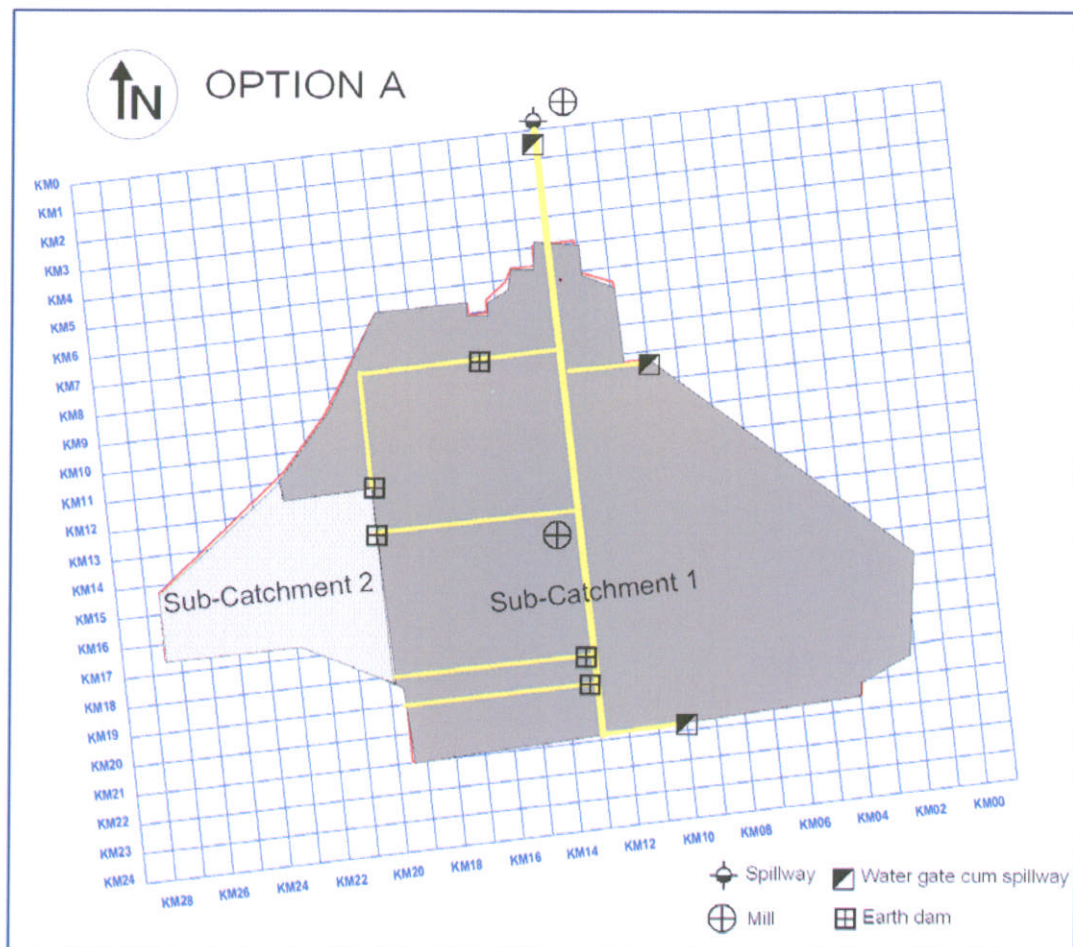 N
OPTION A
KM0
KM1
KM2
KM3
KM4
KM5
KM6
KM7
KM8
KM9
KM10
KM11
KM12
KM13
KM14
KM15
KM16
KM17
KM18
KM19
KM20
KM21
KM22
KM23
KM24
Sub-Catchment 2
Sub-Catchment 1
KM28
KM26
KM24
KM22
KM20
KM18
KM16
KM14
KM12
KM10
KM08
KM06
KM04
KM02
KM00
Spillway
Water gate cum spillway
Mill
Earth dam